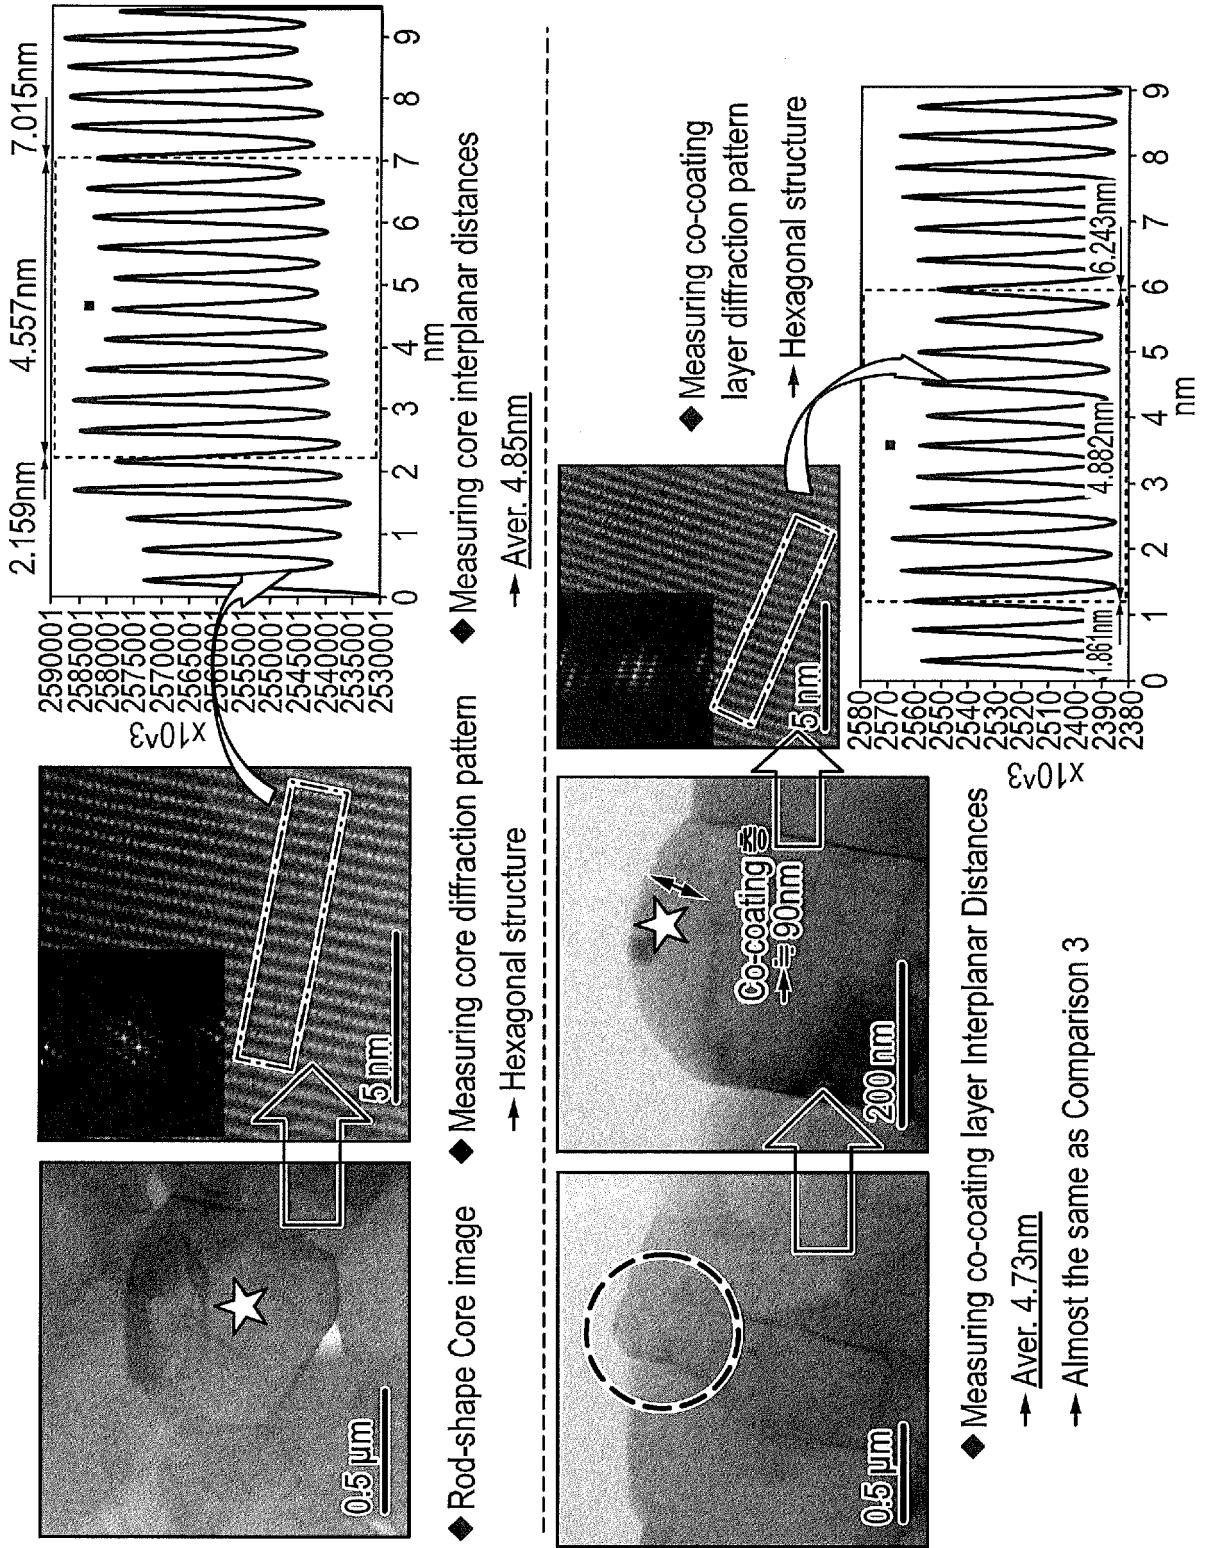 0.5 µm
5 nm
2.159nm 4.557nm 7.015nm
x10^3
2590001
2585001
2580001
2575001
2570001
2565001
2555001
2550001
2545001
2540001
2535001
2530001
0 1 2 3 4 5 6 7 8 9
nm
◆ Rod-shape Core image
◆ Measuring core diffraction pattern
→ Hexagonal structure
◆ Measuring core interplanar distances
→ Aver. 4.85nm
0.5 µm
Co-coating 층
→ ≒ 90nm
200 nm
5 nm
◆ Measuring co-coating
layer diffraction pattern
→ Hexagonal structure
x10^3
2580
2570
2560
2550
2540
2530
2520
2510
2400
2390
2380
1.861nm 4.882nm 6.243nm
0 1 2 3 4 5 6 7 8 9
nm
◆ Measuring co-coating layer Interplanar Distances
→ Aver. 4.73nm
→ Almost the same as Comparison 3